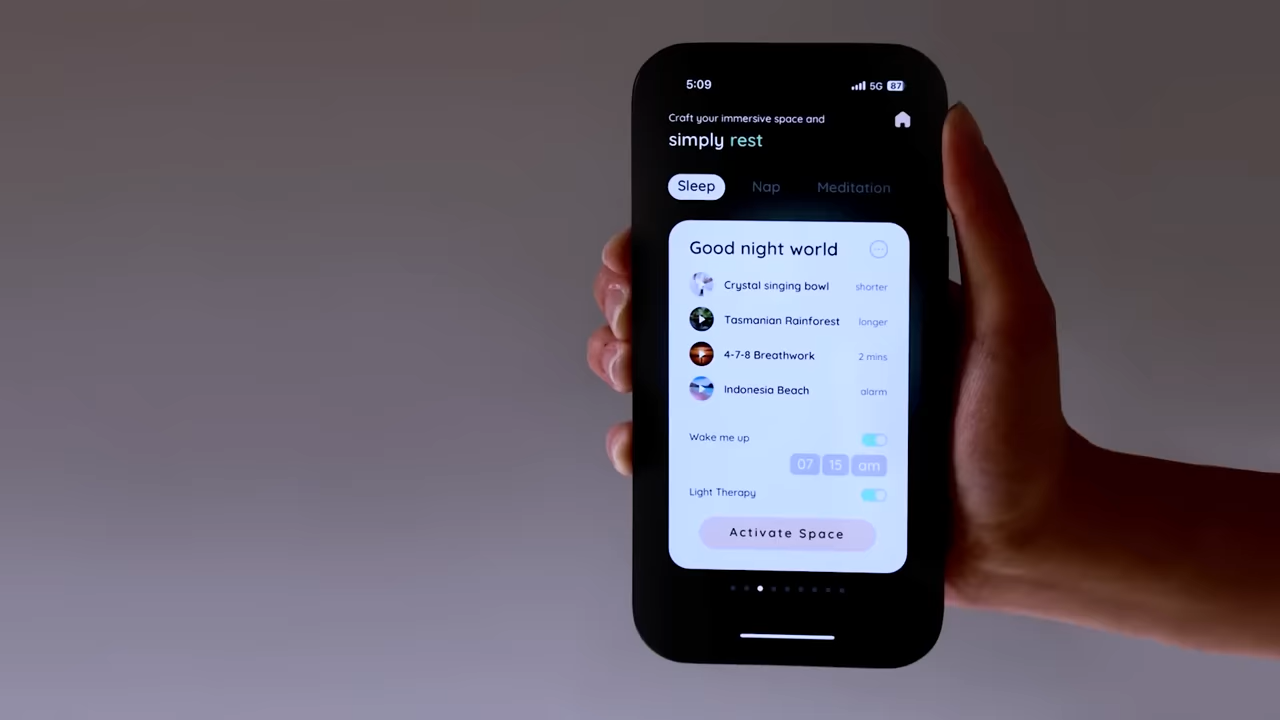 5:09 5G 87
Craft your immersive space and
simply rest
Sleep Nap Meditation
Good night world
Crystal singing bowl shorter
Tasmanian Rainforest longer
4-7-8 Breathwork 2 mins
Indonesia Beach alarm
Wake me up
07 15 am
Light Therapy
Activate Space